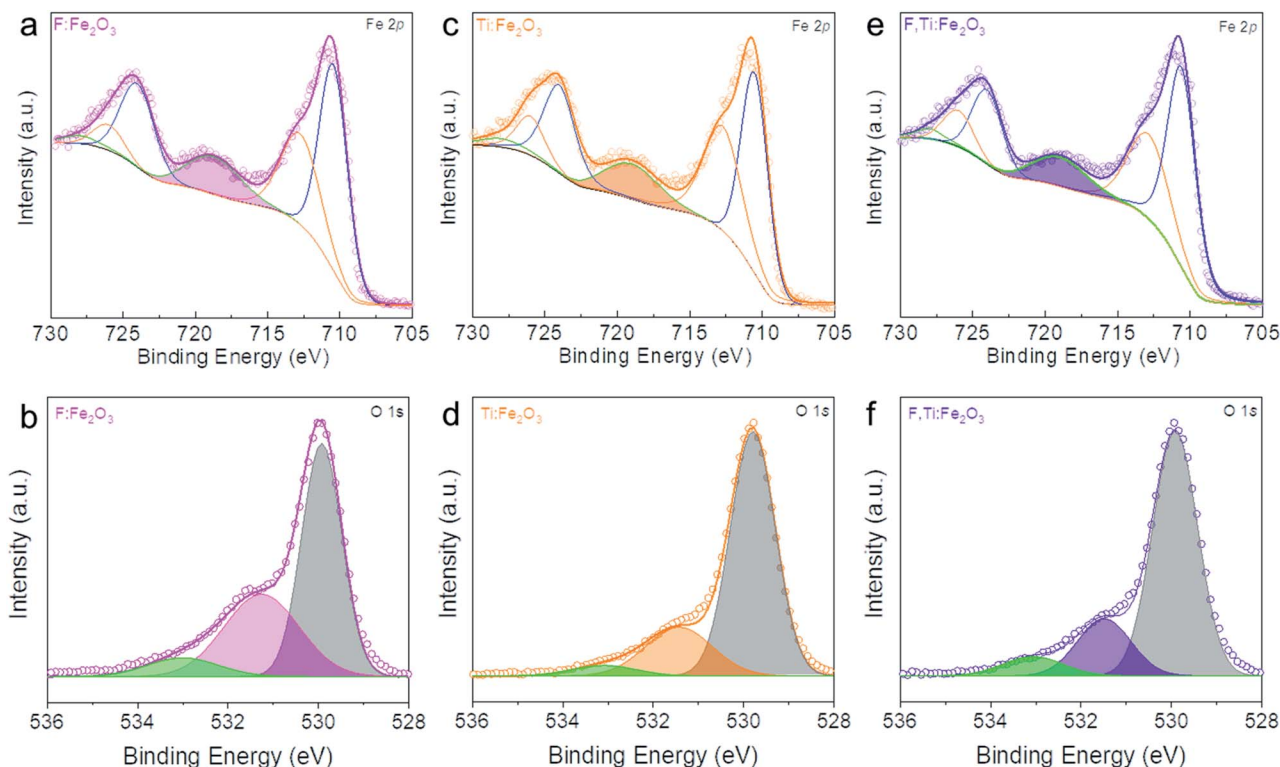 a
F:Fe₂O₃
Fe 2p
Intensity (a.u.)
730 725 720 715 710 705
Binding Energy (eV)
c
Ti:Fe₂O₃
Fe 2p
Intensity (a.u.)
730 725 720 715 710 705
Binding Energy (eV)
e
F,Ti:Fe₂O₃
Fe 2p
Intensity (a.u.)
730 725 720 715 710 705
Binding Energy (eV)
b
F:Fe₂O₃
O 1s
Intensity (a.u.)
536 534 532 530 528
Binding Energy (eV)
d
Ti:Fe₂O₃
O 1s
Intensity (a.u.)
536 534 532 530 528
Binding Energy (eV)
f
F,Ti:Fe₂O₃
O 1s
Intensity (a.u.)
536 534 532 530 528
Binding Energy (eV)